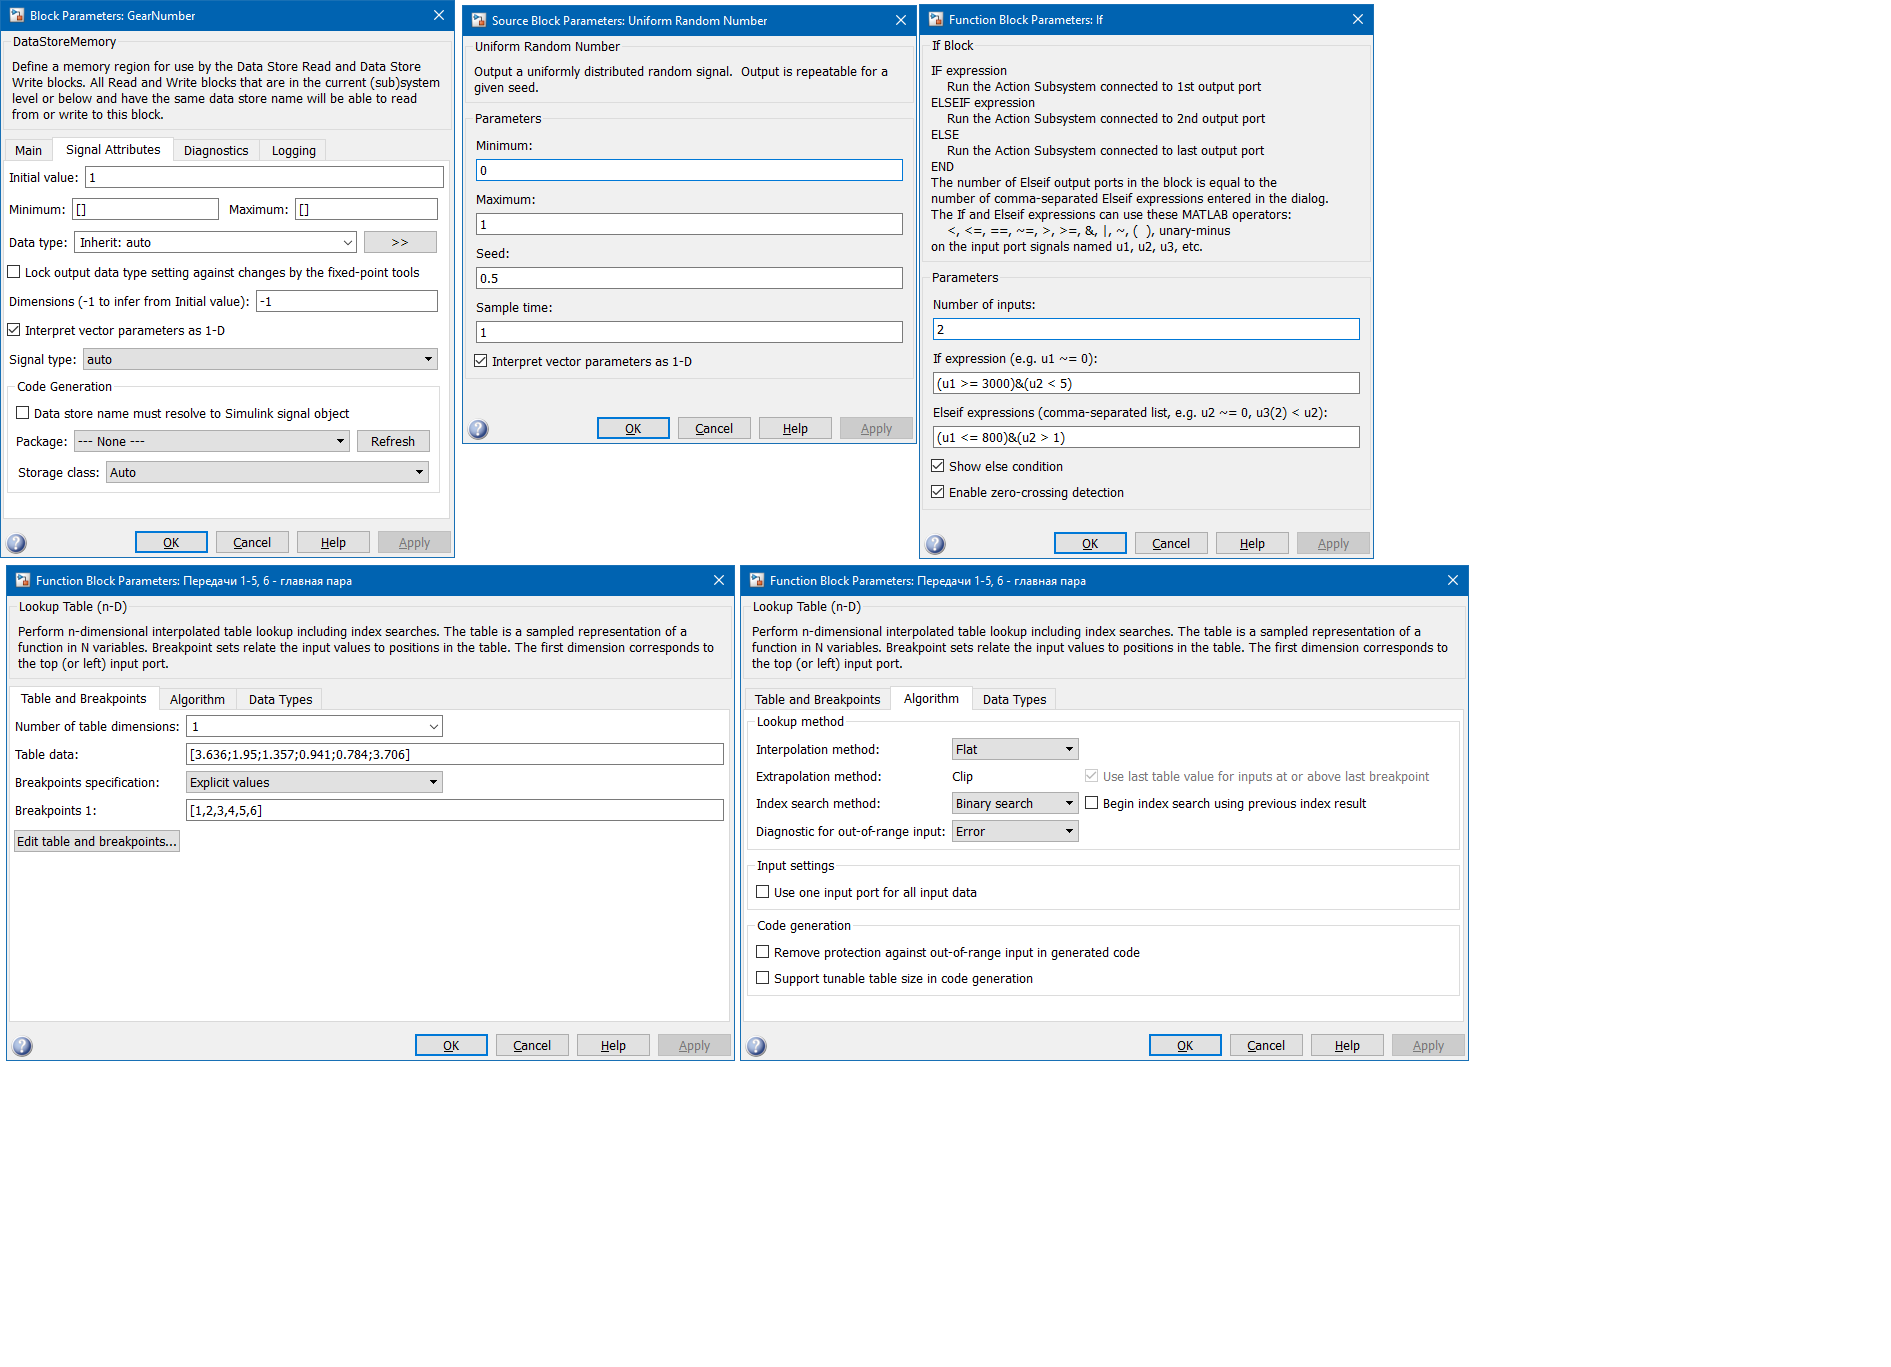 Block Parameters: GearNumber
DataStoreMemory
Define a memory region for use by the Data Store Read and Data Store
Write blocks. All Read and Write blocks that are in the current (sub)system
level or below and have the same data store name will be able to read
from or write to this block.
Main Signal Attributes Diagnostics Logging
Initial value: 1
Minimum: [] Maximum: []
Data type: Inherit: auto >>
Lock output data type setting against changes by the fixed-point tools
Dimensions (-1 to infer from Initial value): -1
Interpret vector parameters as 1-D
Signal type: auto
Code Generation
Data store name must resolve to Simulink signal object
Package: --- None --- Refresh
Storage class: Auto
OK Cancel Help Apply
Source Block Parameters: Uniform Random Number
Uniform Random Number
Output a uniformly distributed random signal.  Output is repeatable for a
given seed.
Parameters
Minimum:
0
Maximum:
1
Seed:
0.5
Sample time:
1
Interpret vector parameters as 1-D
OK Cancel Help Apply
Function Block Parameters: If
If Block
IF expression
Run the Action Subsystem connected to 1st output port
ELSEIF expression
Run the Action Subsystem connected to 2nd output port
ELSE
Run the Action Subsystem connected to last output port
END
The number of Elseif output ports in the block is equal to the
number of comma-separated Elseif expressions entered in the dialog.
The If and Elseif expressions can use these MATLAB operators:
<, <=, ==, ~=, >, >=, &, |, ~, (  ), unary-minus
on the input port signals named u1, u2, u3, etc.
Parameters
Number of inputs:
2
If expression (e.g. u1 ~= 0):
(u1 >= 3000)&(u2 < 5)
Elseif expressions (comma-separated list, e.g. u2 ~= 0, u3(2) < u2):
(u1 <= 800)&(u2 > 1)
Show else condition
Enable zero-crossing detection
OK Cancel Help Apply
Function Block Parameters: Передачи 1-5, 6 - главная пара
Lookup Table (n-D)
Perform n-dimensional interpolated table lookup including index searches. The table is a sampled representation of a
function in N variables. Breakpoint sets relate the input values to positions in the table. The first dimension corresponds to
the top (or left) input port.
Table and Breakpoints Algorithm Data Types
Number of table dimensions: 1
Table data: [3.636;1.95;1.357;0.941;0.784;3.706]
Breakpoints specification: Explicit values
Breakpoints 1: [1,2,3,4,5,6]
Edit table and breakpoints...
OK Cancel Help Apply
Function Block Parameters: Передачи 1-5, 6 - главная пара
Lookup Table (n-D)
Perform n-dimensional interpolated table lookup including index searches. The table is a sampled representation of a
function in N variables. Breakpoint sets relate the input values to positions in the table. The first dimension corresponds to
the top (or left) input port.
Table and Breakpoints Algorithm Data Types
Lookup method
Interpolation method: Flat
Extrapolation method: Clip Use last table value for inputs at or above last breakpoint
Index search method: Binary search Begin index search using previous index result
Diagnostic for out-of-range input: Error
Input settings
Use one input port for all input data
Code generation
Remove protection against out-of-range input in generated code
Support tunable table size in code generation
OK Cancel Help Apply